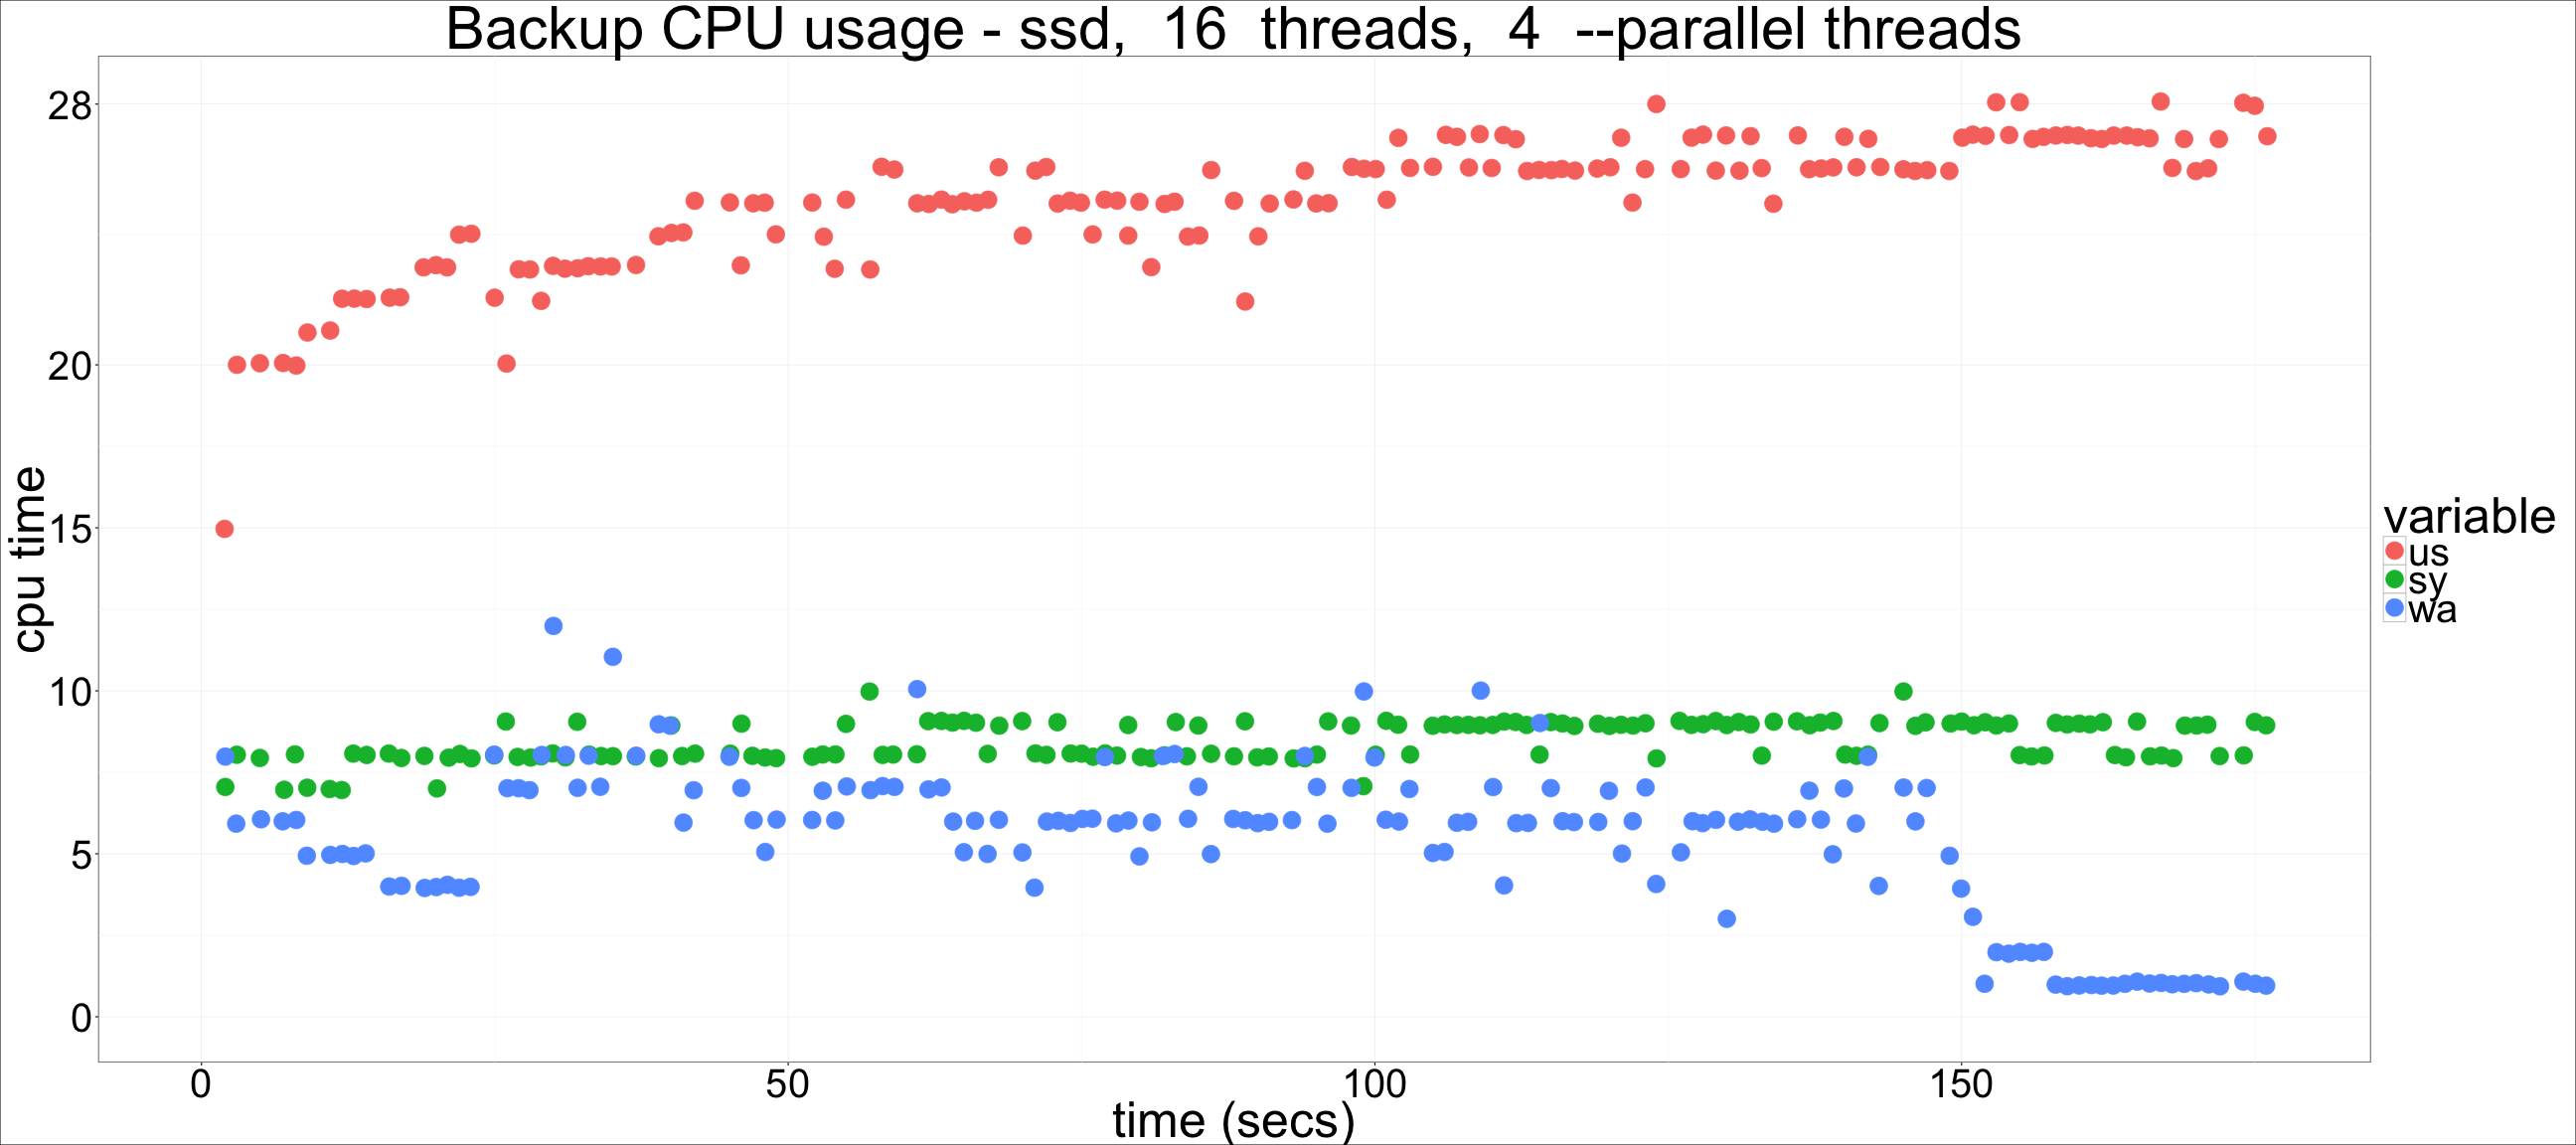 Backup CPU usage - ssd,  16  threads,  4  --parallel threads
28
20
15
10
5
0
cpu time
0 50 100 150
time (secs)
variable
us
sy
wa